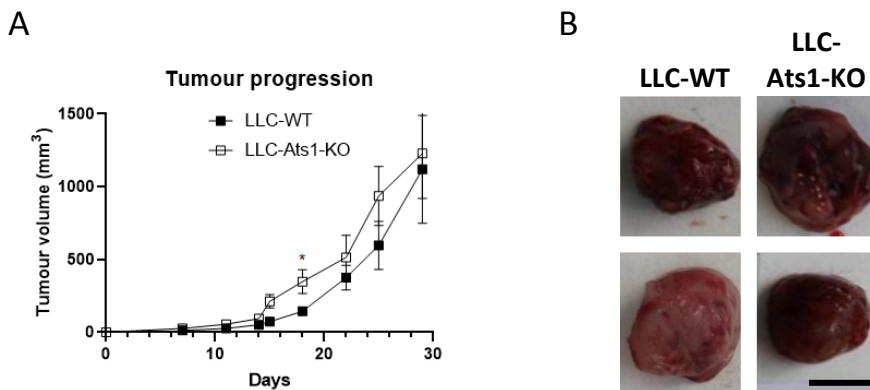 A
Tumour progression
1500
1000
500
0
Tumour volume (mm³)
LLC-WT
LLC-Ats1-KO
*
0
10
20
30
Days
B
LLC-WT
LLC-
Ats1-KO